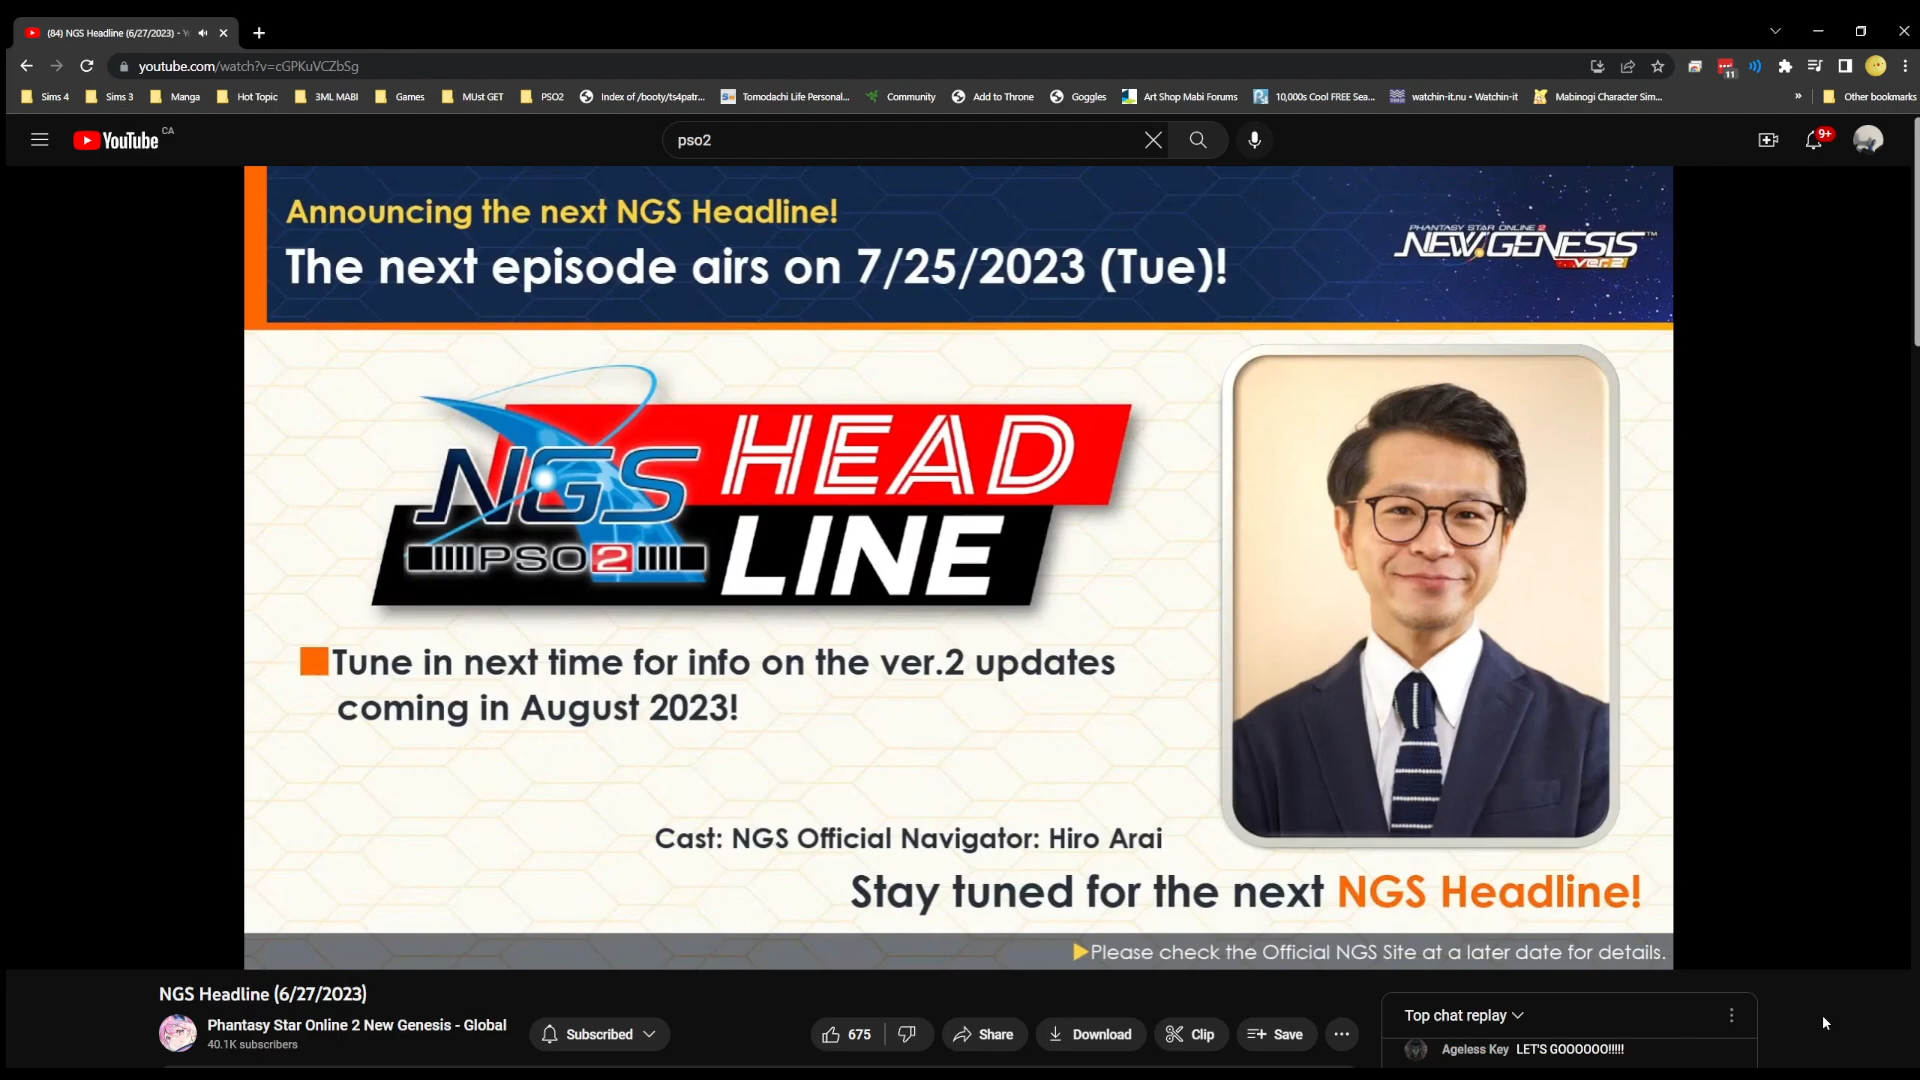 (84) NGS Headline (6/27/2023) - Y
youtube.com/watch?v=cGPKuVCZbSg
11
Sims 4
Sims 3
Manga
Hot Topic
3ML MABI
Games
MUst GET
PSO2
Index of /booty/ts4patr...
Tomodachi Life Personal...
Community
Add to Throne
Goggles
Art Shop Mabi Forums
10,000s Cool FREE Sea...
watchin-it.nu • Watchin-it
Mabinogi Character Sim...
»
Other bookmarks
YouTube CA
pso2
9+
Announcing the next NGS Headline!
The next episode airs on 7/25/2023 (Tue)!
PHANTASY STAR ONLINE 2
NEW GENESIS™
ver.2
NGS
PSO2
HEAD
LINE
Tune in next time for info on the ver.2 updates
coming in August 2023!
Cast: NGS Official Navigator: Hiro Arai
Stay tuned for the next NGS Headline!
Please check the Official NGS Site at a later date for details.
NGS Headline (6/27/2023)
Phantasy Star Online 2 New Genesis - Global
40.1K subscribers
Subscribed
675
Share
Download
Clip
Save
Top chat replay
Ageless Key LET'S GOOOOOO!!!!!